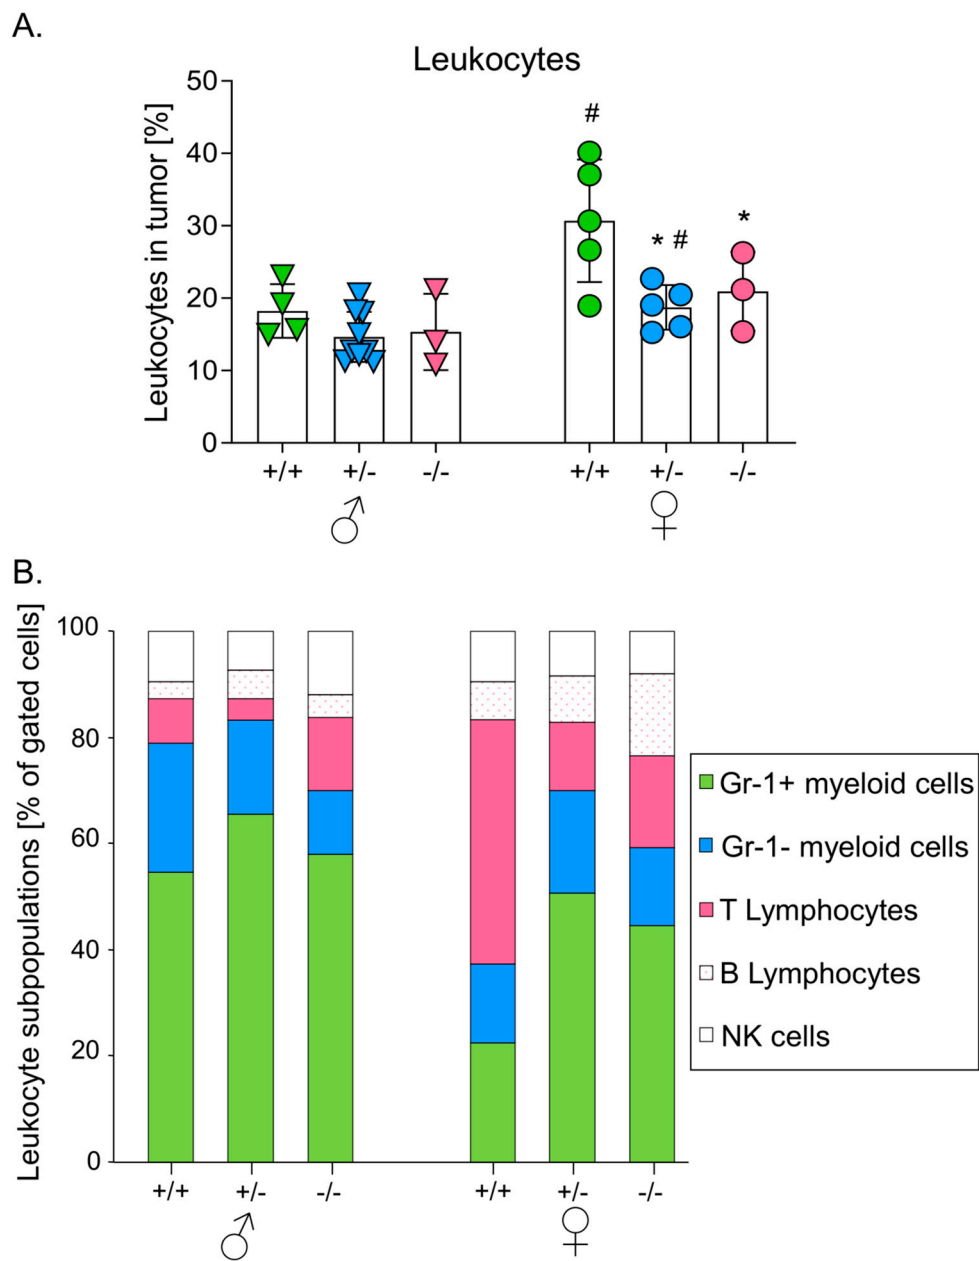 A.
Leukocytes
Leukocytes in tumor [%]
50
40
30
20
10
0
#
* #
*
+/+ +/- -/- +/+ +/- -/-
♂ ♀
B.
Leukocyte subpopulations [% of gated cells]
100
80
60
40
20
0
Gr-1+ myeloid cells
Gr-1- myeloid cells
T Lymphocytes
B Lymphocytes
NK cells
+/+ +/- -/- +/+ +/- -/-
♂ ♀